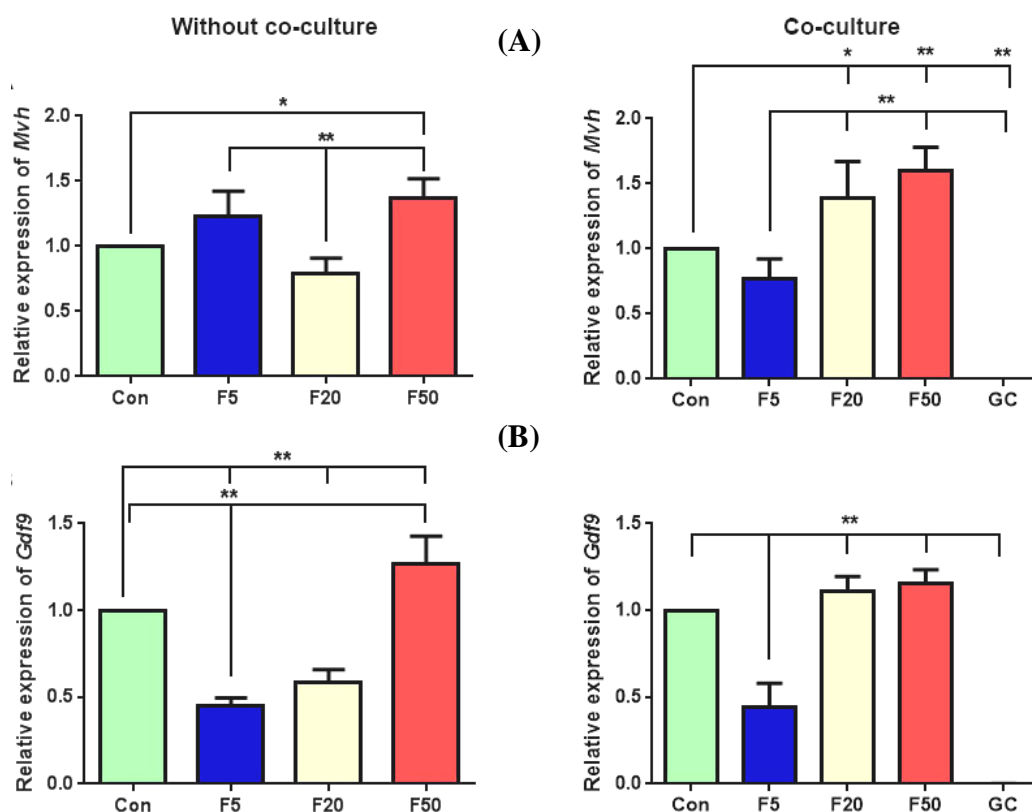 Without co-culture
(A)
Co-culture
Relative expression of Mvh
2.0
1.5
1.0
0.5
0.0
*
**
Con F5 F20 F50
Relative expression of Mvh
2.0
1.5
1.0
0.5
0.0
* ** **
**
Con F5 F20 F50 GC
(B)
Relative expression of Gdf9
1.5
1.0
0.5
0.0
**
**
Con F5 F20 F50
Relative expression of Gdf9
1.5
1.0
0.5
0.0
**
Con F5 F20 F50 GC